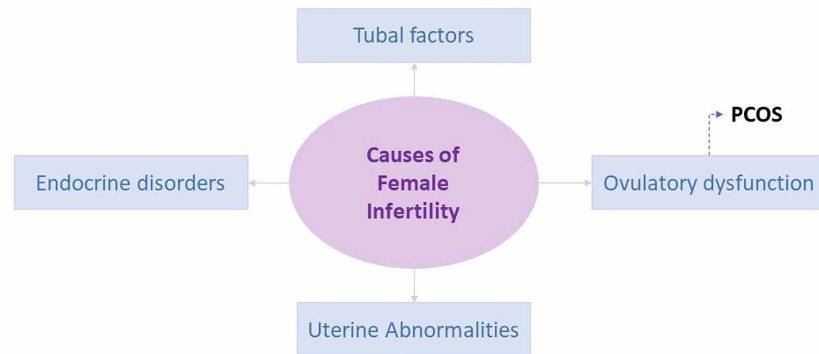 Tubal factors
PCOS
Causes of
Female
Infertility
Endocrine disorders
Ovulatory dysfunction
Uterine Abnormalities